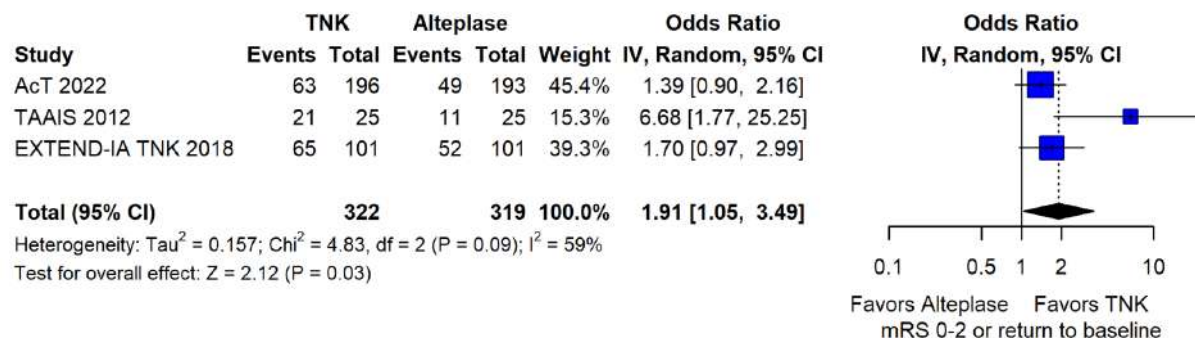 TNK Alteplase Odds Ratio Odds Ratio
Study Events Total Events Total Weight IV, Random, 95% CI IV, Random, 95% CI
AcT 2022 63 196 49 193 45.4% 1.39 [0.90, 2.16]
TAAIS 2012 21 25 11 25 15.3% 6.68 [1.77, 25.25]
EXTEND-IA TNK 2018 65 101 52 101 39.3% 1.70 [0.97, 2.99]
Total (95% CI) 322 319 100.0% 1.91 [1.05, 3.49]
Heterogeneity: Tau² = 0.157; Chi² = 4.83, df = 2 (P = 0.09); I² = 59%
Test for overall effect: Z = 2.12 (P = 0.03)
0.1 0.5 1 2 10
Favors Alteplase Favors TNK
mRS 0-2 or return to baseline